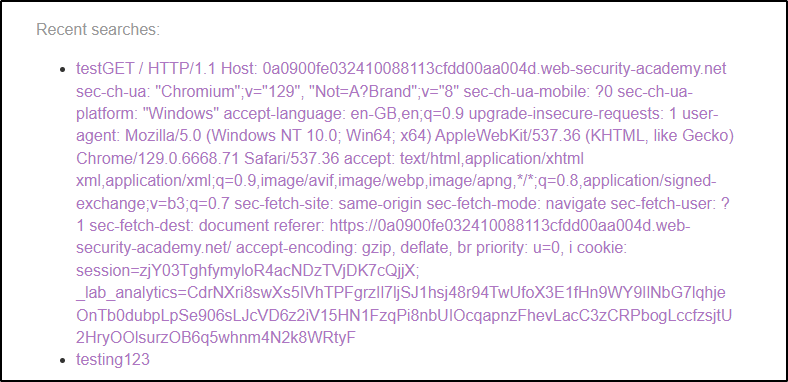 Recent searches:
testGET / HTTP/1.1 Host: 0a0900fe032410088113cfdd00aa004d.web-security-academy.net
sec-ch-ua: "Chromium";v="129", "Not=A?Brand";v="8" sec-ch-ua-mobile: ?0 sec-ch-ua-
platform: "Windows" accept-language: en-GB,en;q=0.9 upgrade-insecure-requests: 1 user-
agent: Mozilla/5.0 (Windows NT 10.0; Win64; x64) AppleWebKit/537.36 (KHTML, like Gecko)
Chrome/129.0.6668.71 Safari/537.36 accept: text/html,application/xhtml
xml,application/xml;q=0.9,image/avif,image/webp,image/apng,*/*;q=0.8,application/signed-
exchange;v=b3;q=0.7 sec-fetch-site: same-origin sec-fetch-mode: navigate sec-fetch-user: ?
1 sec-fetch-dest: document referer: https://0a0900fe032410088113cfdd00aa004d.web-
security-academy.net/ accept-encoding: gzip, deflate, br priority: u=0, i cookie:
session=zjY03TghfymyloR4acNDzTVjDK7cQjjX;
_lab_analytics=CdrNXri8swXs5lVhTPFgrzIl7ljSJ1hsj48r94TwUfoX3E1fHn9WY9lINbG7lqhje
OnTb0dubpLpSe906sLJcVD6z2iV15HN1FzqPi8nbUIOcqapnzFhevLacC3zCRPbogLccfzsjtU
2HryOOlsurzOB6q5whnm4N2k8WRtyF
testing123